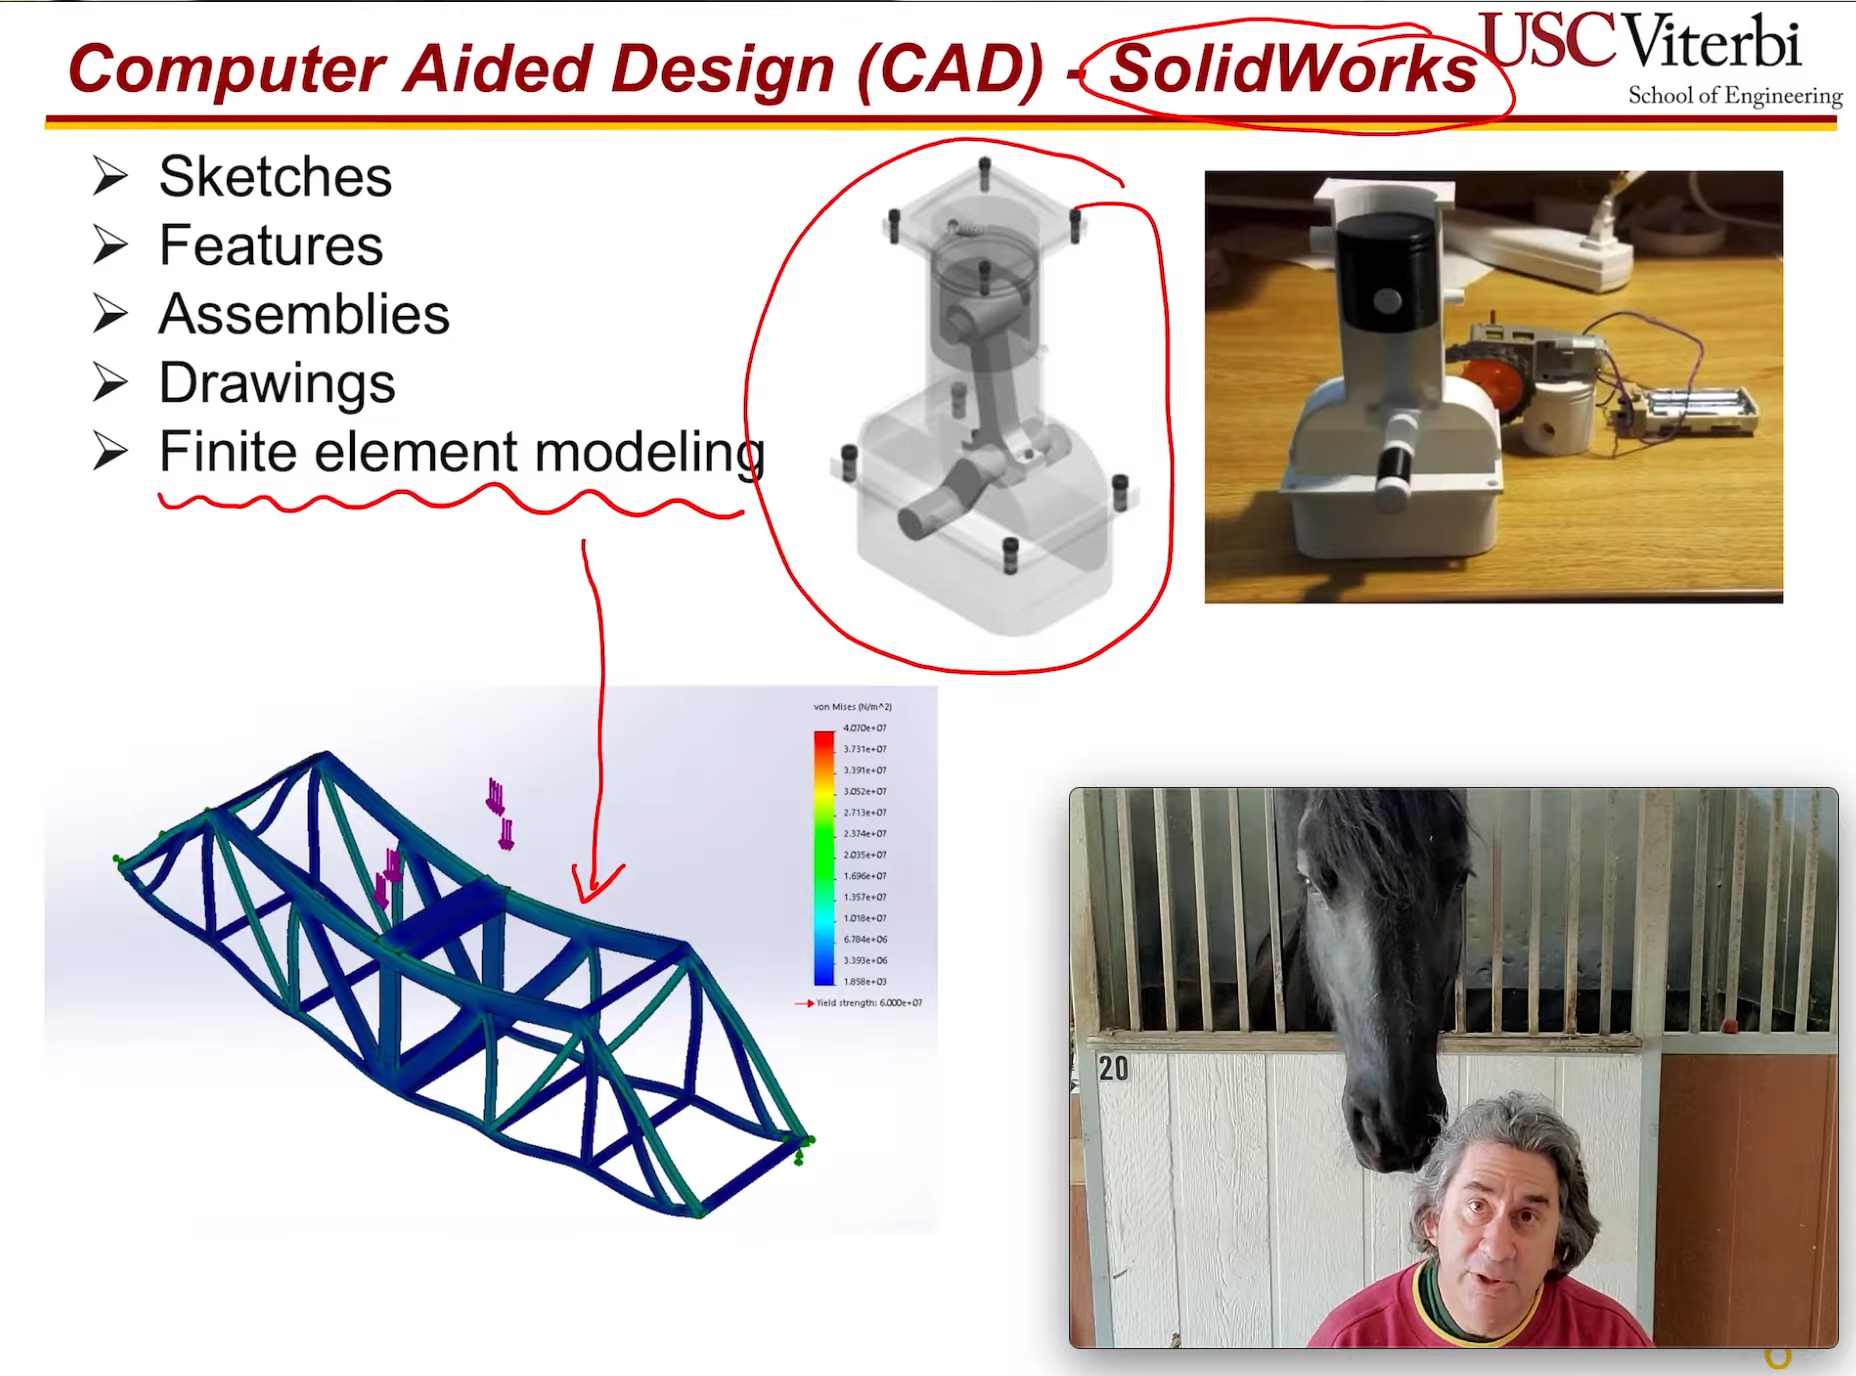 Computer Aided Design (CAD) - SolidWorks
USC Viterbi
School of Engineering
➢ Sketches
➢ Features
➢ Assemblies
➢ Drawings
➢ Finite element modeling
von Mises (N/m^2)
4.070e+07
3.731e+07
3.391e+07
3.052e+07
2.713e+07
2.374e+07
2.035e+07
1.696e+07
1.357e+07
1.018e+07
6.784e+06
3.393e+06
1.858e+03
Yield strength: 6.000e+07
20